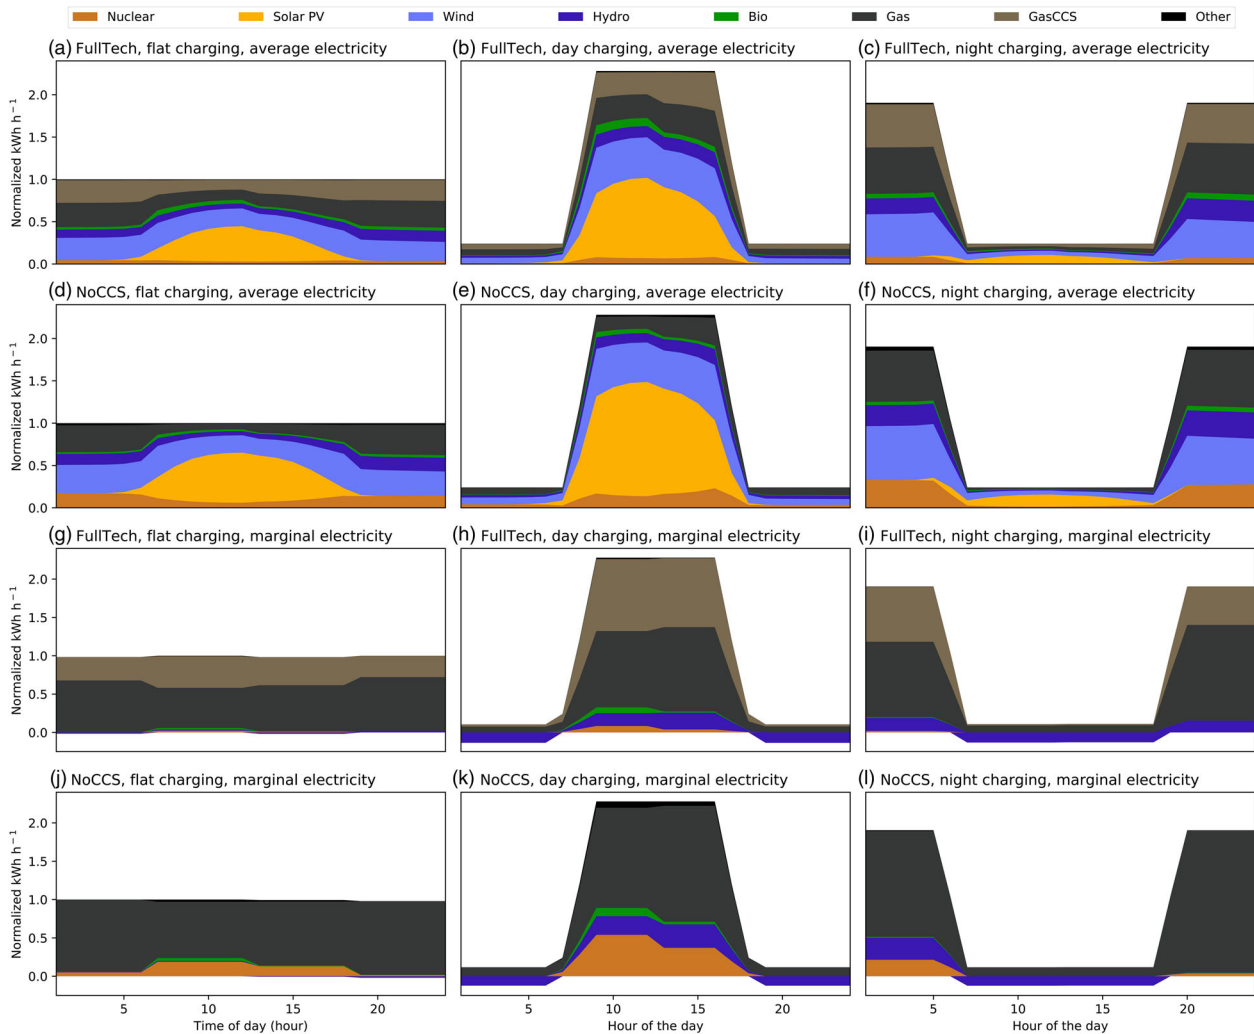 Nuclear Solar PV Wind Hydro Bio Gas GasCCS Other
(a) FullTech, flat charging, average electricity
(b) FullTech, day charging, average electricity
(c) FullTech, night charging, average electricity
Normalized kWh h⁻¹
2.0
1.5
1.0
0.5
0.0
(d) NoCCS, flat charging, average electricity
(e) NoCCS, day charging, average electricity
(f) NoCCS, night charging, average electricity
Normalized kWh h⁻¹
2.0
1.5
1.0
0.5
0.0
(g) FullTech, flat charging, marginal electricity
(h) FullTech, day charging, marginal electricity
(i) FullTech, night charging, marginal electricity
Normalized kWh h⁻¹
2.0
1.5
1.0
0.5
0.0
(j) NoCCS, flat charging, marginal electricity
(k) NoCCS, day charging, marginal electricity
(l) NoCCS, night charging, marginal electricity
Normalized kWh h⁻¹
2.0
1.5
1.0
0.5
0.0
5 10 15 20
5 10 15 20
5 10 15 20
Time of day (hour)
Hour of the day
Hour of the day